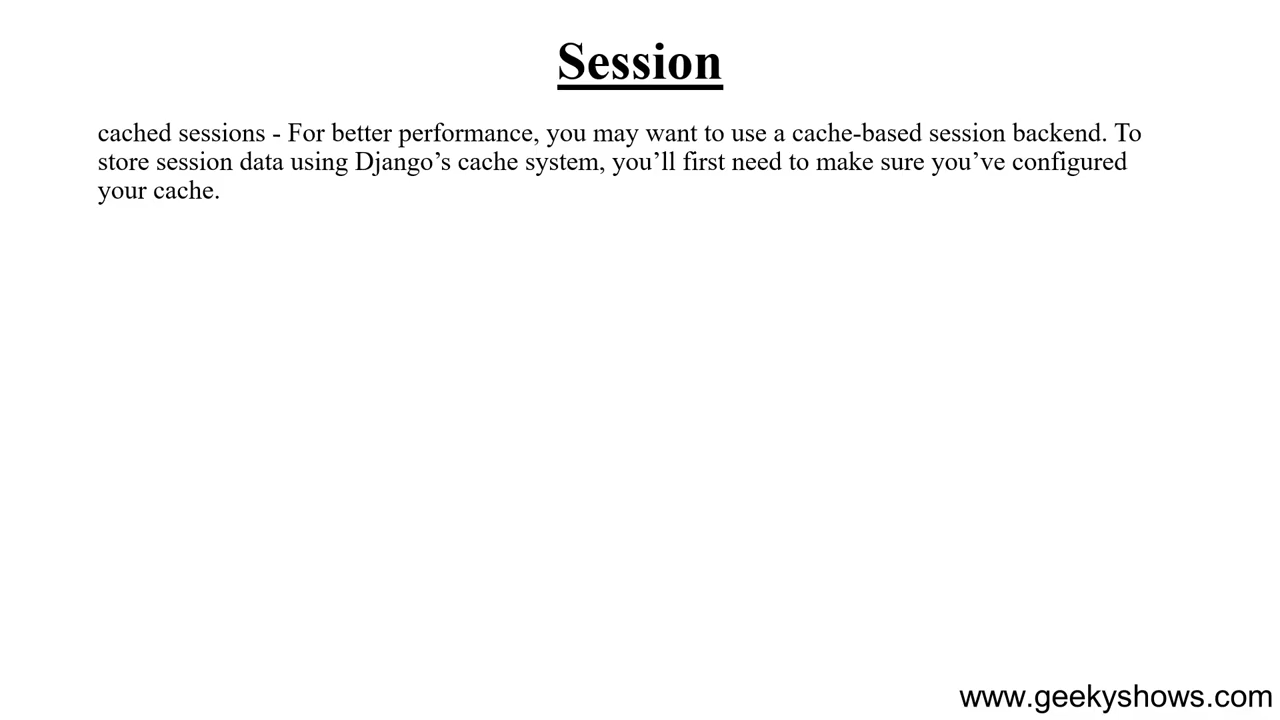 Session
cached sessions - For better performance, you may want to use a cache-based session backend. To
store session data using Django’s cache system, you’ll first need to make sure you’ve configured
your cache.
www.geekyshows.com